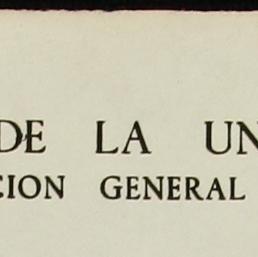 DE LA UN
CION GENERAL